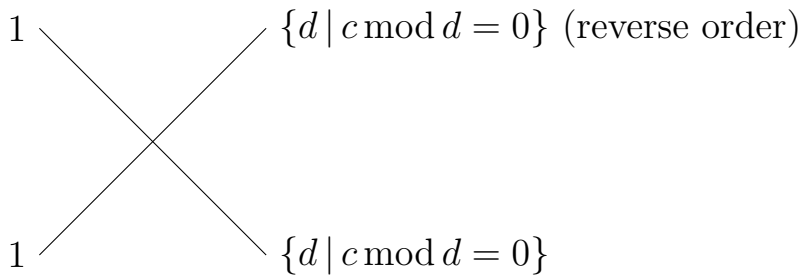 1 {d | c mod d = 0} (reverse order)
1 {d | c mod d = 0}